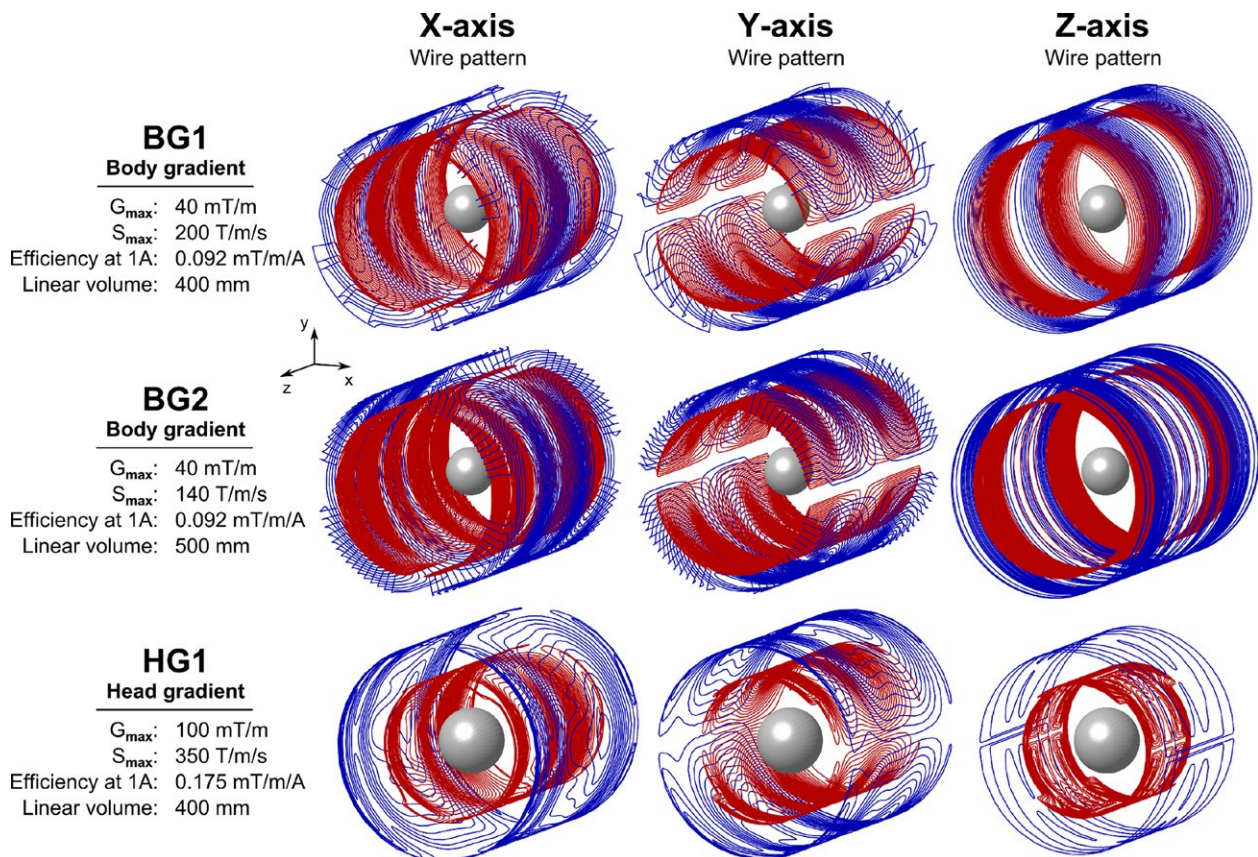 X-axis
Wire pattern
Y-axis
Wire pattern
Z-axis
Wire pattern
BG1
Body gradient
Gmax: 40 mT/m
Smax: 200 T/m/s
Efficiency at 1A: 0.092 mT/m/A
Linear volume: 400 mm
y
z
x
BG2
Body gradient
Gmax: 40 mT/m
Smax: 140 T/m/s
Efficiency at 1A: 0.092 mT/m/A
Linear volume: 500 mm
HG1
Head gradient
Gmax: 100 mT/m
Smax: 350 T/m/s
Efficiency at 1A: 0.175 mT/m/A
Linear volume: 400 mm